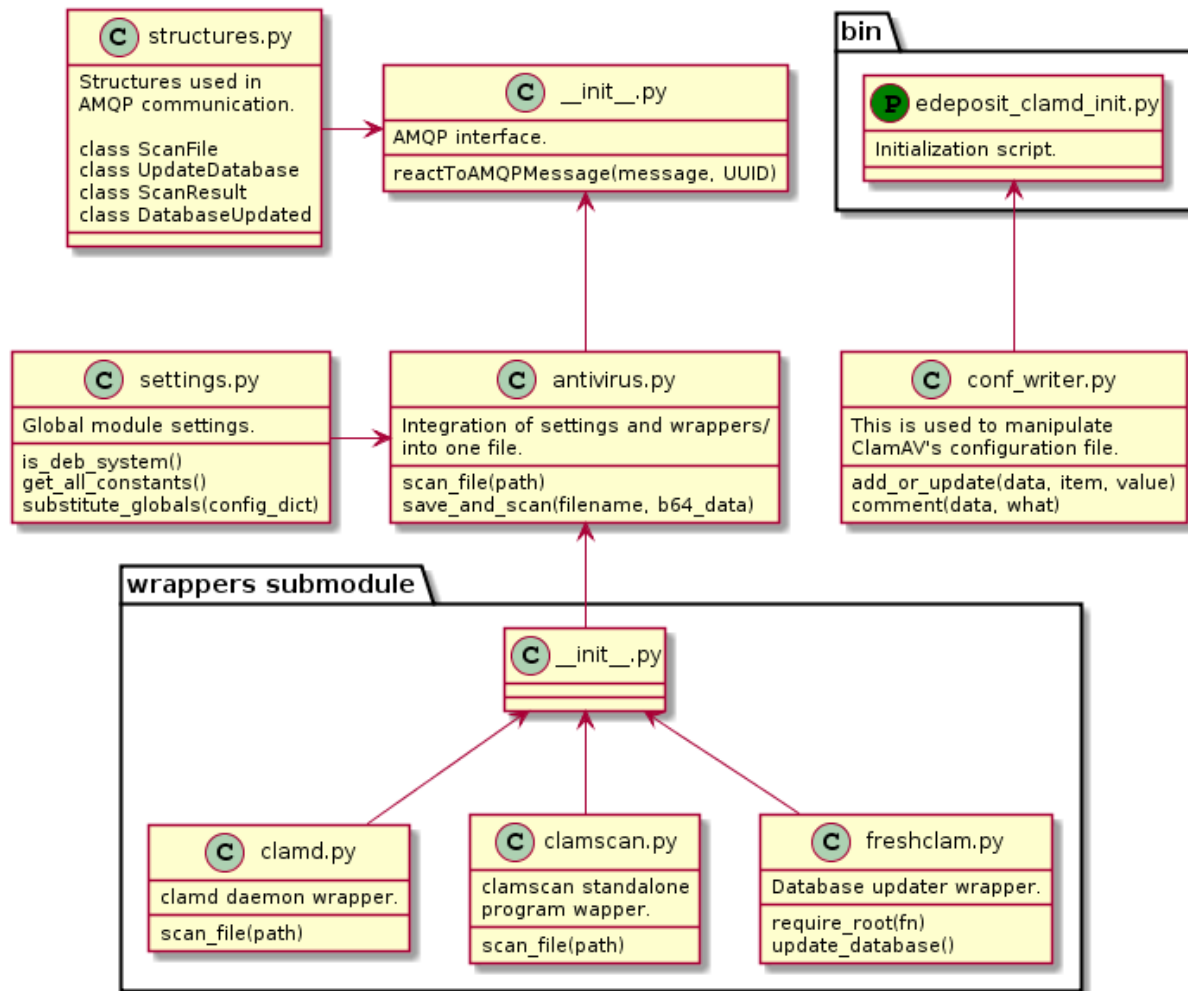 C structures.py
Structures used in
AMQP communication.
class ScanFile
class UpdateDatabase
class ScanResult
class DatabaseUpdated
C __init__.py
AMQP interface.
reactToAMQPMessage(message, UUID)
bin
P edeposit_clamd_init.py
Initialization script.
C settings.py
Global module settings.
is_deb_system()
get_all_constants()
substitute_globals(config_dict)
C antivirus.py
Integration of settings and wrappers/
into one file.
scan_file(path)
save_and_scan(filename, b64_data)
C conf_writer.py
This is used to manipulate
ClamAV's configuration file.
add_or_update(data, item, value)
comment(data, what)
wrappers submodule
C __init__.py
C clamd.py
clamd daemon wrapper.
scan_file(path)
C clamscan.py
clamscan standalone
program wapper.
scan_file(path)
C freshclam.py
Database updater wrapper.
require_root(fn)
update_database()